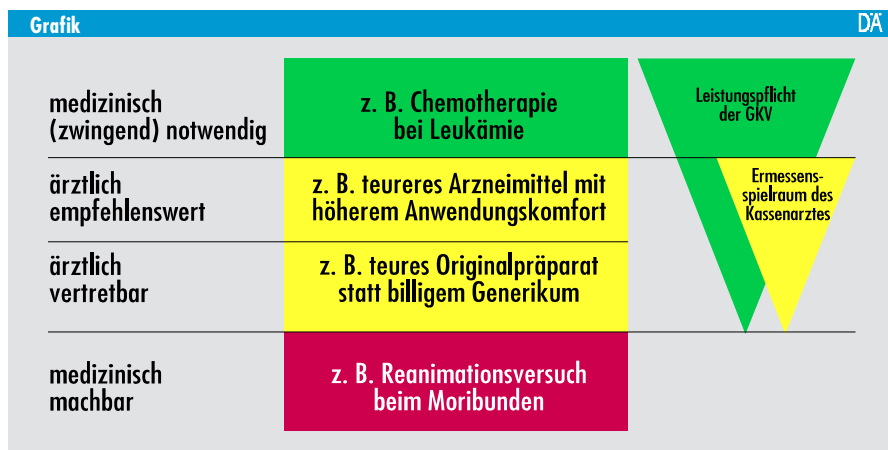 Grafik
DÄ
medizinisch
(zwingend) notwendig
z. B. Chemotherapie
bei Leukämie
Leistungspflicht
der GKV
ärztlich
empfehlenswert
z. B. teureres Arzneimittel mit
höherem Anwendungskomfort
Ermessens-
spielraum des
Kassenarztes
ärztlich
vertretbar
z. B. teures Originalpräparat
statt billigem Generikum
medizinisch
machbar
z. B. Reanimationsversuch
beim Moribunden